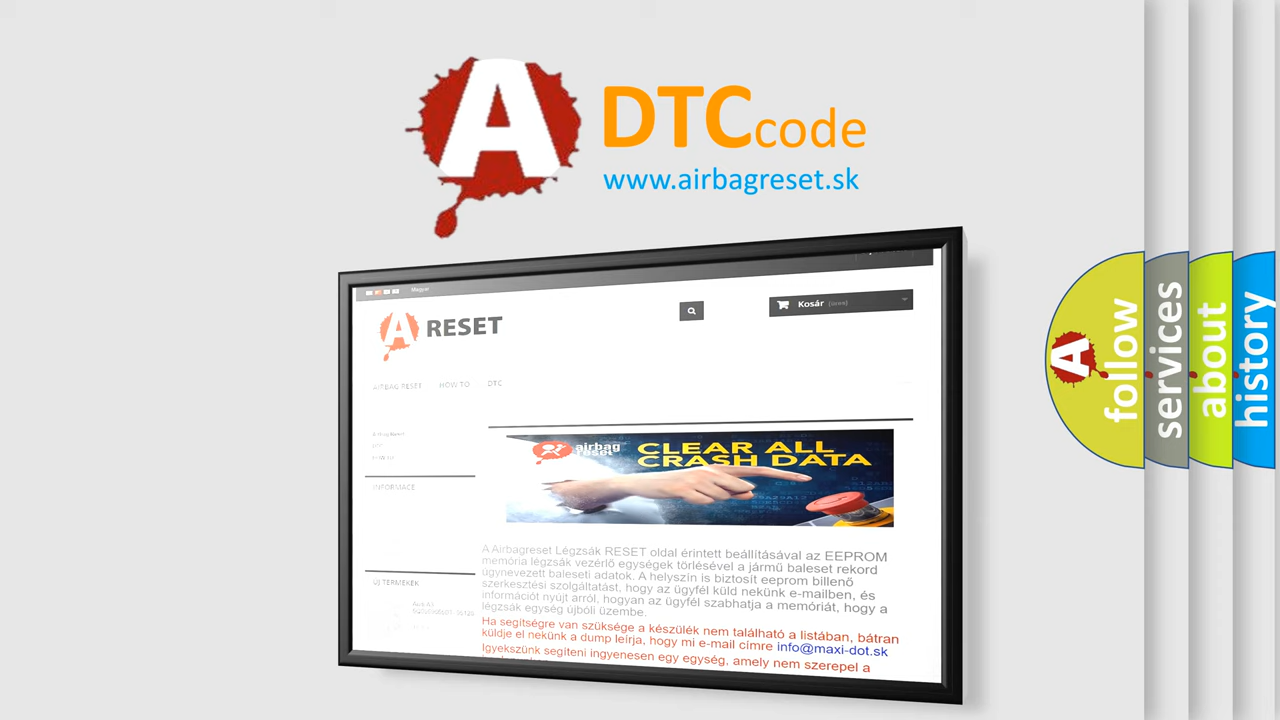 A
DTC code
www.airbagreset.sk
Magyar
A RESET
Kosár (üres)
AIRBAG RESET HOW TO DTC
INFORMACE
ÚJ TERMÉKEK
airbag
reset
CLEAR ALL
CRASH DATA
A Airbagreset Légzsák RESET oldal érintett beállításával az EEPROM
memória légzsák vezérlő egységek törlésével a jármű baleset rekord
úgynevezett baleseti adatok. A helyszín is biztosít eeprom billenő
szerkesztési szolgáltatást, hogy az ügyfél küld nekünk e-mailben, és
információt nyújt arról, hogyan az ügyfél szabhatja a memóriát, hogy a
légzsák egység újbóli üzembe.
Ha segítségre van szüksége a készülék nem található a listában, bátran
küldje el nekünk a dump leírja, hogy mi e-mail címre info@maxi-dot.sk
Igyekszünk segíteni ingyenesen egy egység, amely nem szerepel a
A
follow
services
about
history